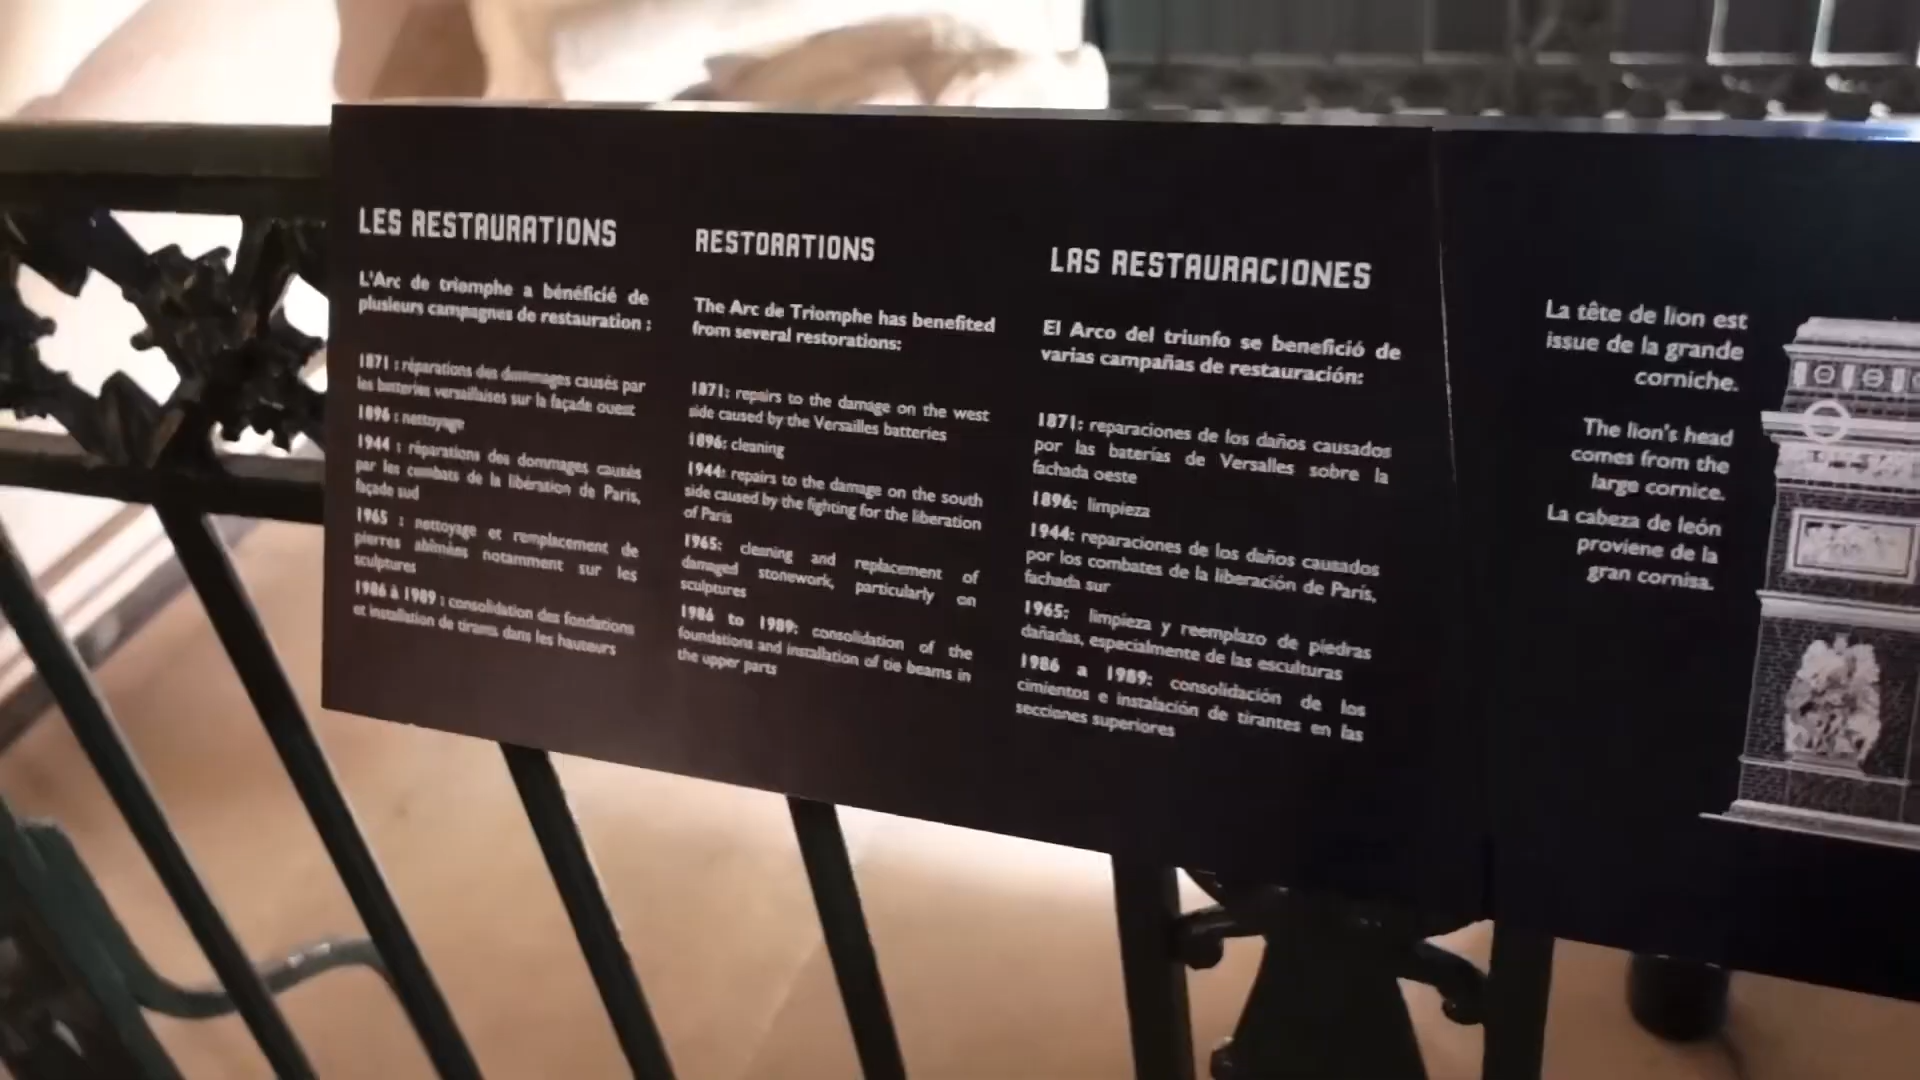 LES RESTAURATIONS
L'Arc de triomphe a bénéficié de
plusieurs campagnes de restauration :
1871 : réparations des dommages causés par
les batteries versaillaises sur la façade ouest
1896 : nettoyage
1944 : réparations des dommages causés
par les combats de la libération de Paris,
façade sud
1965 : nettoyage et remplacement de
pierres abîmées notamment sur les
sculptures
1986 à 1989 : consolidation des fondations
et installation de tirants dans les hauteurs
RESTORATIONS
The Arc de Triomphe has benefited
from several restorations:
1871: repairs to the damage on the west
side caused by the Versailles batteries
1896: cleaning
1944: repairs to the damage on the south
side caused by the fighting for the liberation
of Paris
1965: cleaning and replacement of
damaged stonework, particularly on
sculptures
1986 to 1989: consolidation of the
foundations and installation of tie beams in
the upper parts
LAS RESTAURACIONES
El Arco del triunfo se benefició de
varias campañas de restauración:
1871: reparaciones de los daños causados
por las baterías de Versalles sobre la
fachada oeste
1896: limpieza
1944: reparaciones de los daños causados
por los combates de la liberación de París,
fachada sur
1965: limpieza y reemplazo de piedras
dañadas, especialmente de las esculturas
1986 a 1989: consolidación de los
cimientos e instalación de tirantes en las
secciones superiores
La tête de lion est
issue de la grande
corniche.
The lion's head
comes from the
large cornice.
La cabeza de león
proviene de la
gran cornisa.